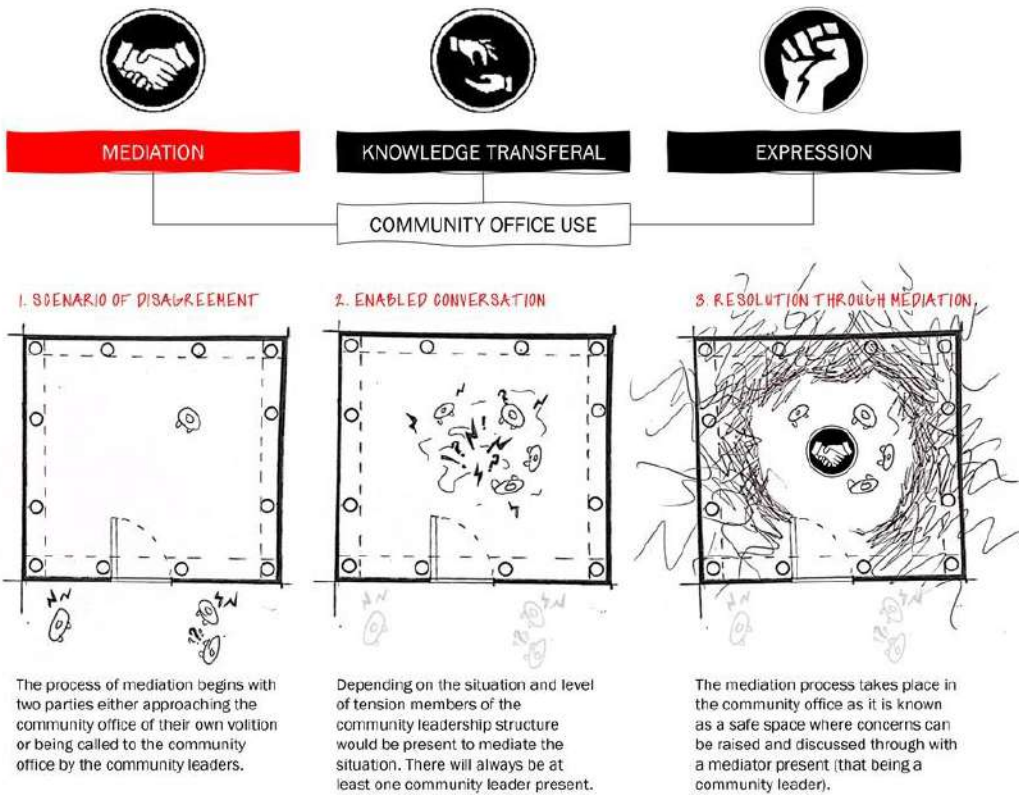 MEDIATION
KNOWLEDGE TRANSFERAL
EXPRESSION
COMMUNITY OFFICE USE
1. SCENARIO OF DISAGREEMENT
2. ENABLED CONVERSATION
3. RESOLUTION THROUGH MEDIATION
The process of mediation begins with
two parties either approaching the
community office of their own volition
or being called to the community
office by the community leaders.
Depending on the situation and level
of tension members of the
community leadership structure
would be present to mediate the
situation. There will always be at
least one community leader present.
The mediation process takes place in
the community office as it is known
as a safe space where concerns can
be raised and discussed through with
a mediator present (that being a
community leader).